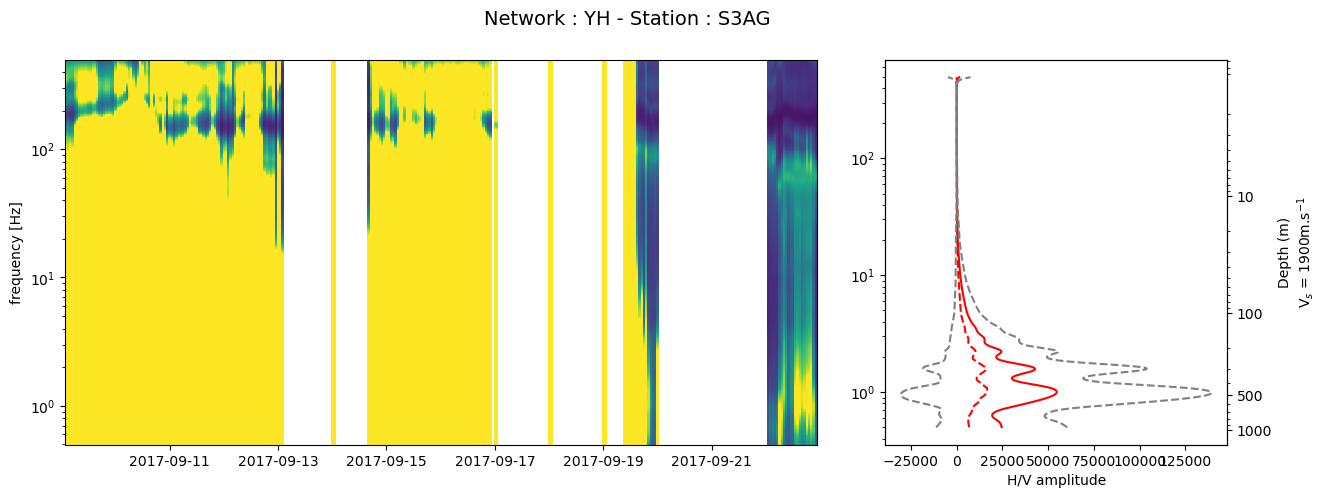 Network : YH - Station : S3AG
frequency [Hz]
10²
10¹
10⁰
2017-09-11 2017-09-13 2017-09-15 2017-09-17 2017-09-19 2017-09-21
10²
10¹
10⁰
−25000 0 25000 50000 75000 100000 125000
H/V amplitude
10
100
500
1000
Depth (m)
Vₛ = 1900m.s⁻¹